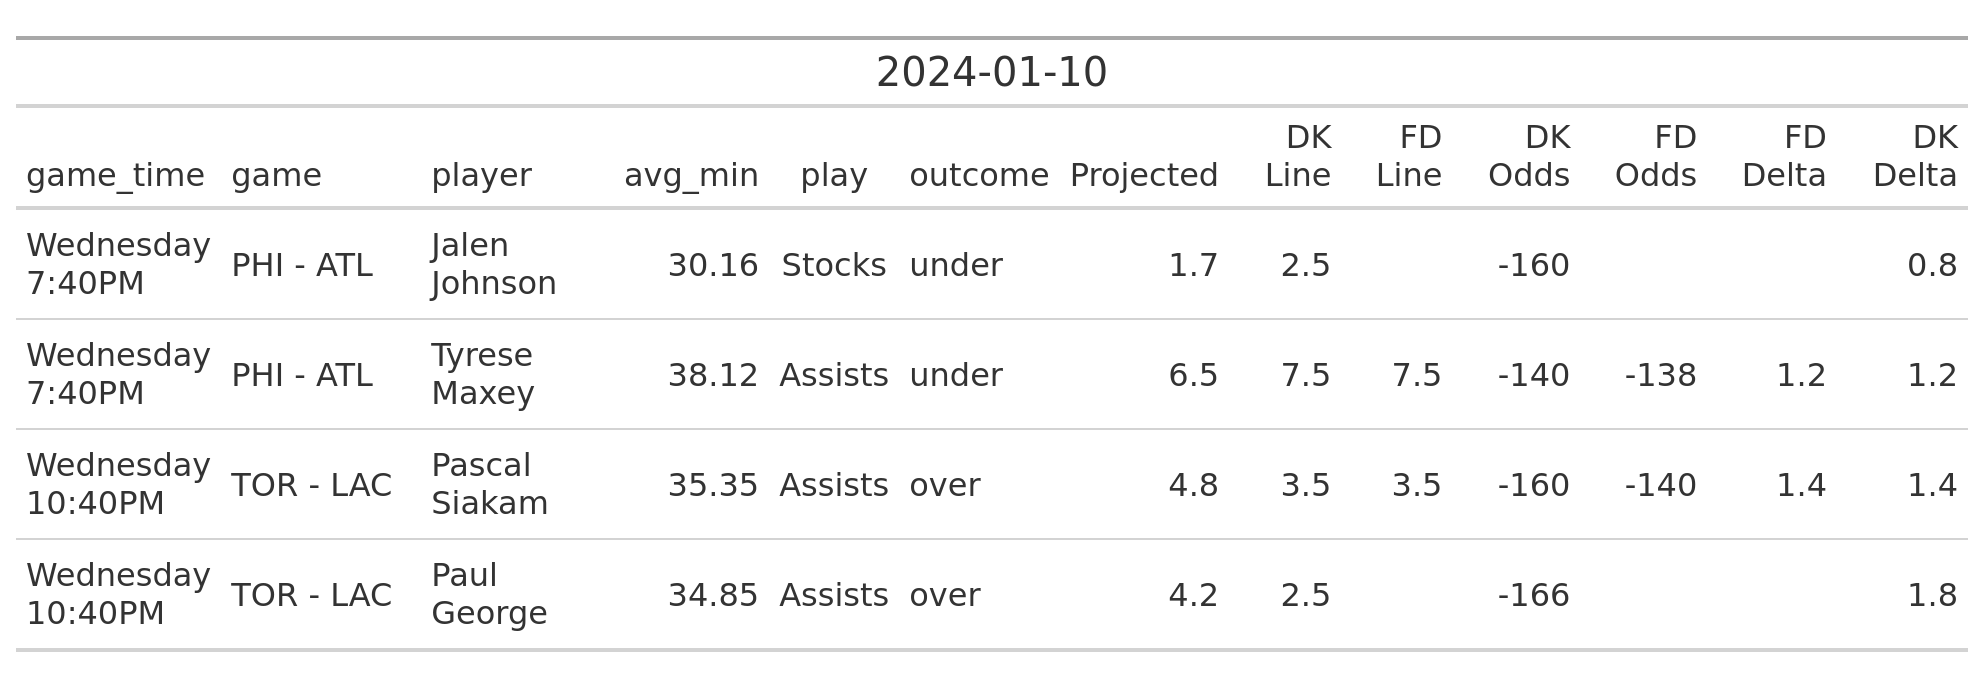 2024-01-10
game_time game player avg_min play outcome Projected DK Line FD Line DK Odds FD Odds FD Delta DK Delta
Wednesday 7:40PM PHI - ATL Jalen Johnson 30.16 Stocks under 1.7 2.5 -160 0.8
Wednesday 7:40PM PHI - ATL Tyrese Maxey 38.12 Assists under 6.5 7.5 7.5 -140 -138 1.2 1.2
Wednesday 10:40PM TOR - LAC Pascal Siakam 35.35 Assists over 4.8 3.5 3.5 -160 -140 1.4 1.4
Wednesday 10:40PM TOR - LAC Paul George 34.85 Assists over 4.2 2.5 -166 1.8